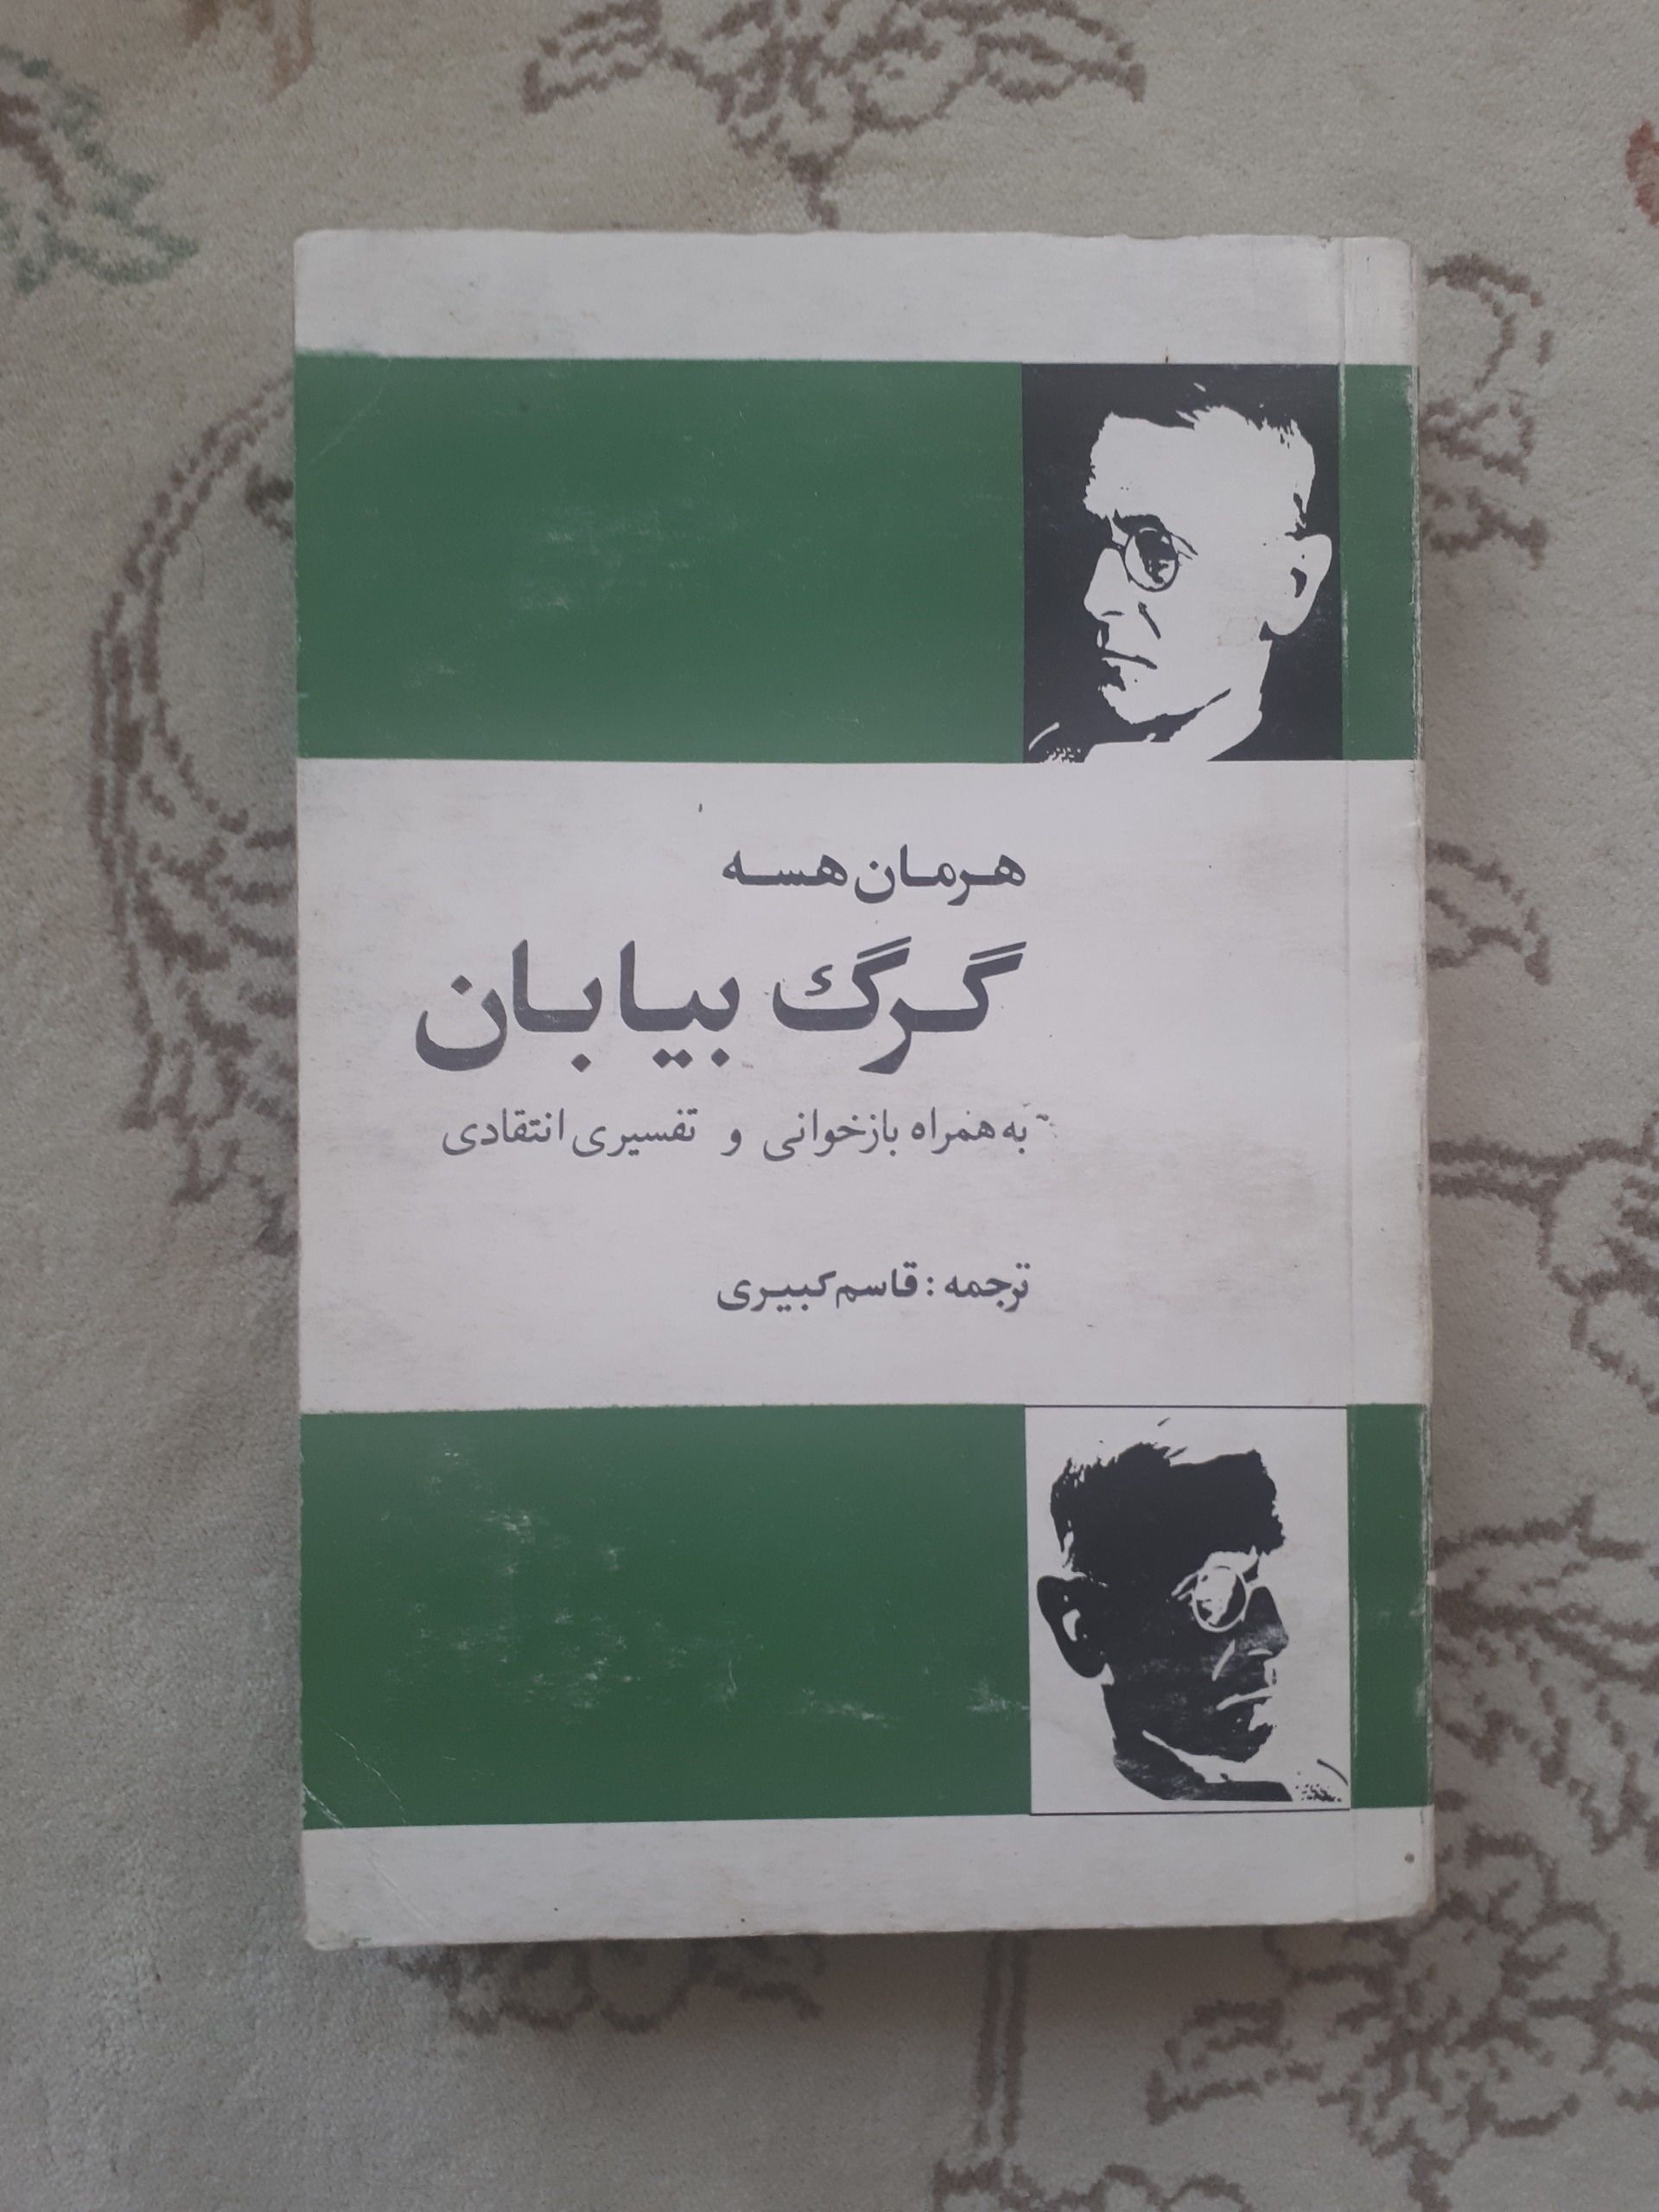 هرمان هسه
گرگ بیابان
به همراه بازخوانی و تفسیری انتقادی
ترجمه: قاسم کبیری